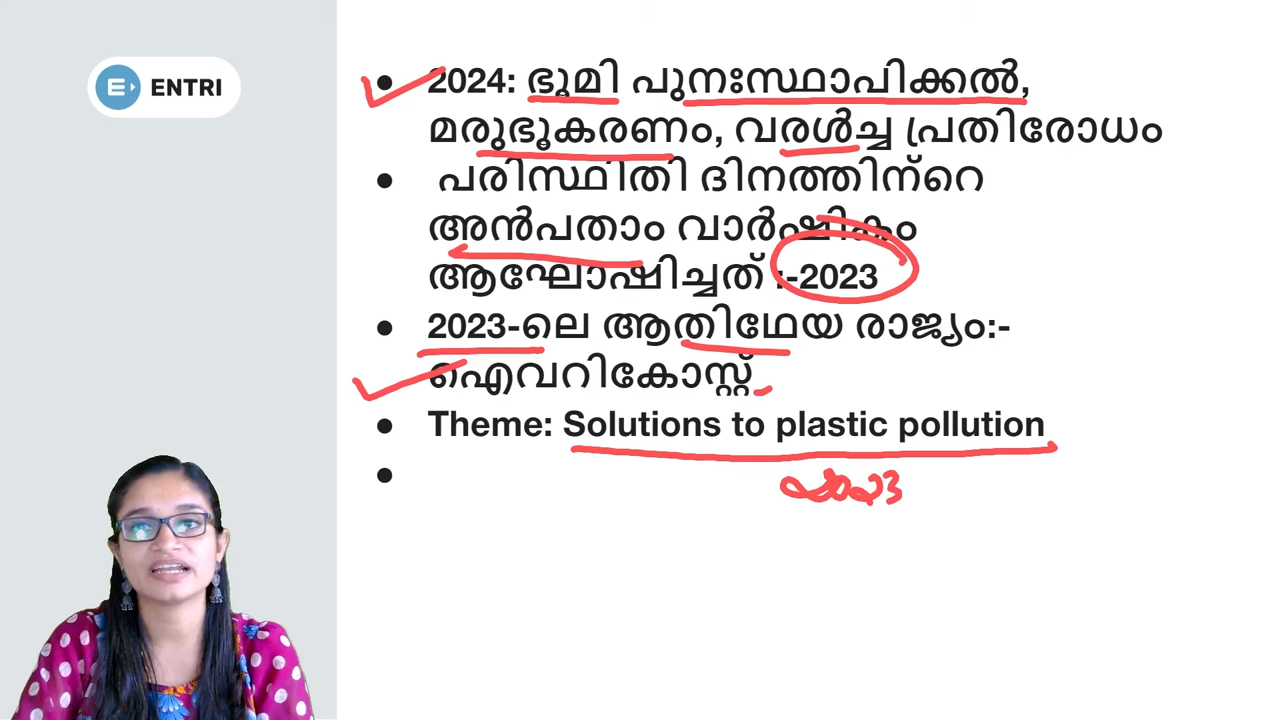 ENTRI
• 2024: ഭൂമി പുനഃസ്ഥാപിക്കൽ,
മരുഭൂകരണം, വരൾച്ച പ്രതിരോധം
• പരിസ്ഥിതി ദിനത്തിന്റെ
അൻപതാം വാർഷികം
ആഘോഷിച്ചത് :-2023
• 2023-ലെ ആതിഥേയ രാജ്യം:-
ഐവറികോസ്റ്റ്
• Theme: Solutions to plastic pollution
•